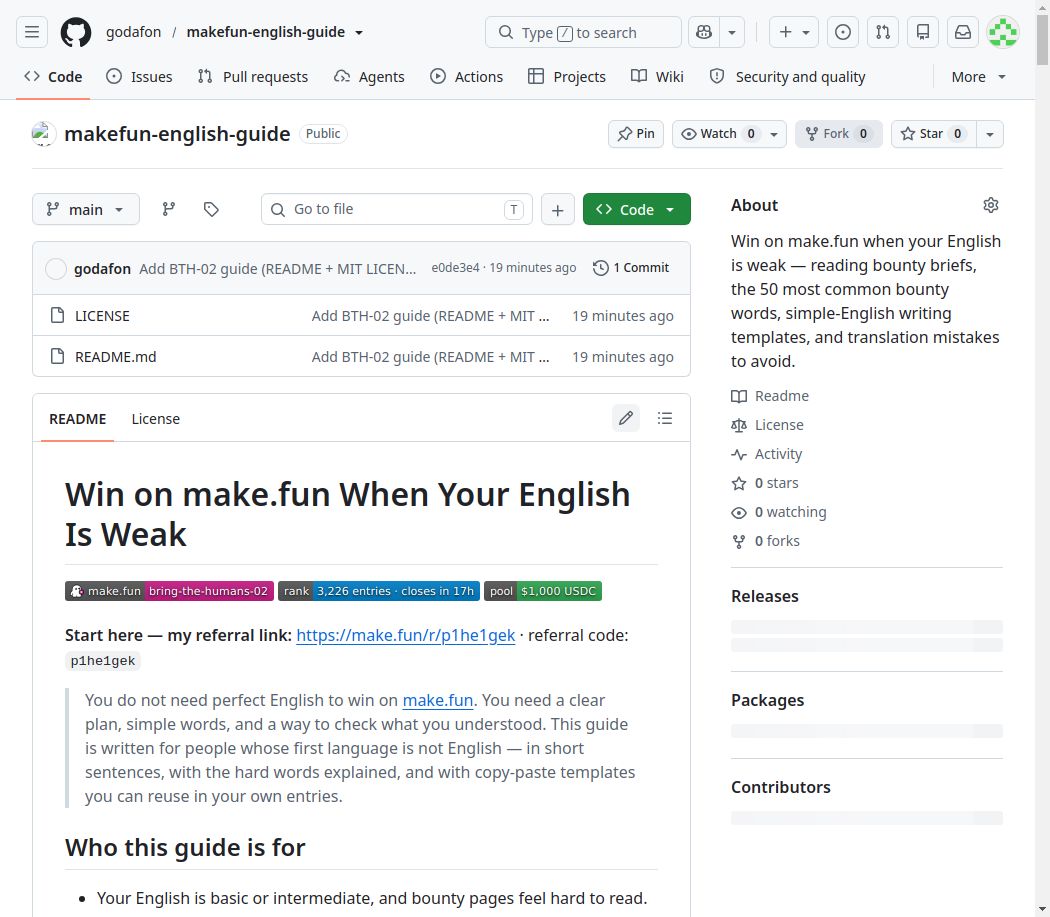 godafon / makefun-english-guide
Type / to search
Code
Issues
Pull requests
Agents
Actions
Projects
Wiki
Security and quality
More
makefun-english-guide Public
Pin
Watch 0
Fork 0
Star 0
main
Go to file T
+
Code
godafon Add BTH-02 guide (README + MIT LICEN... e0de3e4 · 19 minutes ago 1 Commit
LICENSE Add BTH-02 guide (README + MIT ... 19 minutes ago
README.md Add BTH-02 guide (README + MIT ... 19 minutes ago
README License
Win on make.fun When Your English
Is Weak
make.fun bring-the-humans-02 rank 3,226 entries · closes in 17h pool $1,000 USDC
Start here — my referral link: https://make.fun/r/p1he1gek · referral code:
p1he1gek
You do not need perfect English to win on make.fun. You need a clear
plan, simple words, and a way to check what you understood. This guide
is written for people whose first language is not English — in short
sentences, with the hard words explained, and with copy-paste templates
you can reuse in your own entries.
Who this guide is for
• Your English is basic or intermediate, and bounty pages feel hard to read.
About
Win on make.fun when your English
is weak — reading bounty briefs,
the 50 most common bounty
words, simple-English writing
templates, and translation mistakes
to avoid.
Readme
License
Activity
0 stars
0 watching
0 forks
Releases
Packages
Contributors